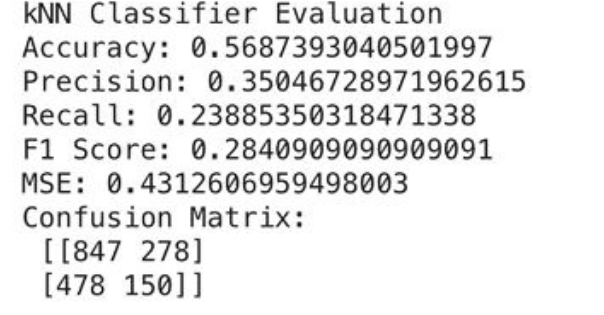 kNN Classifier Evaluation
Accuracy: 0.5687393040501997
Precision: 0.35046728971962615
Recall: 0.23885350318471338
F1 Score: 0.2840909090909091
MSE: 0.4312606959498003
Confusion Matrix:
[[847 278]
[478 150]]